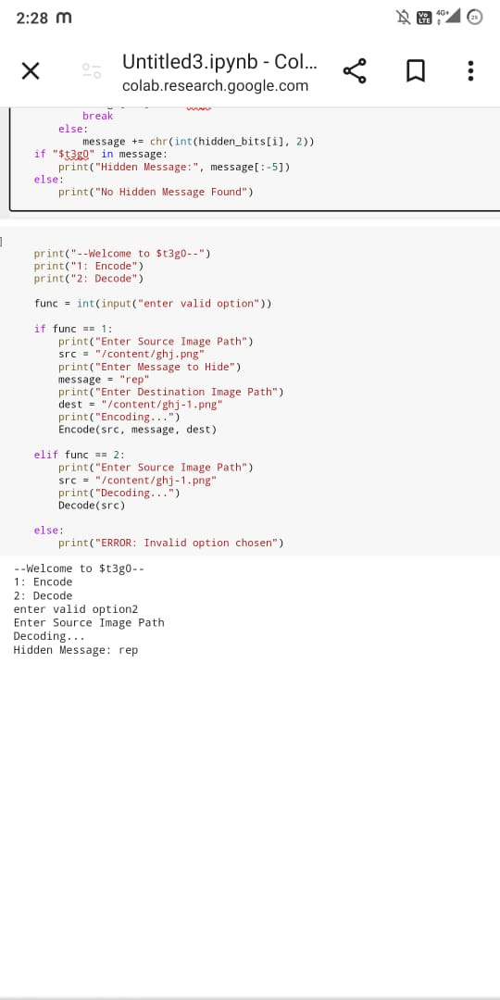 2:28 m
Vo LTE 4G+ 29
Untitled3.ipynb - Col...
colab.research.google.com
break
else:
message += chr(int(hidden_bits[i], 2))
if "$t3g0" in message:
print("Hidden Message:", message[:-5])
else:
print("No Hidden Message Found")
]
print("--Welcome to $t3g0--")
print("1: Encode")
print("2: Decode")
func = int(input("enter valid option"))
if func == 1:
print("Enter Source Image Path")
src = "/content/ghj.png"
print("Enter Message to Hide")
message = "rep"
print("Enter Destination Image Path")
dest = "/content/ghj-1.png"
print("Encoding...")
Encode(src, message, dest)
elif func == 2:
print("Enter Source Image Path")
src = "/content/ghj-1.png"
print("Decoding...")
Decode(src)
else:
print("ERROR: Invalid option chosen")
--Welcome to $t3g0--
1: Encode
2: Decode
enter valid option2
Enter Source Image Path
Decoding...
Hidden Message: rep